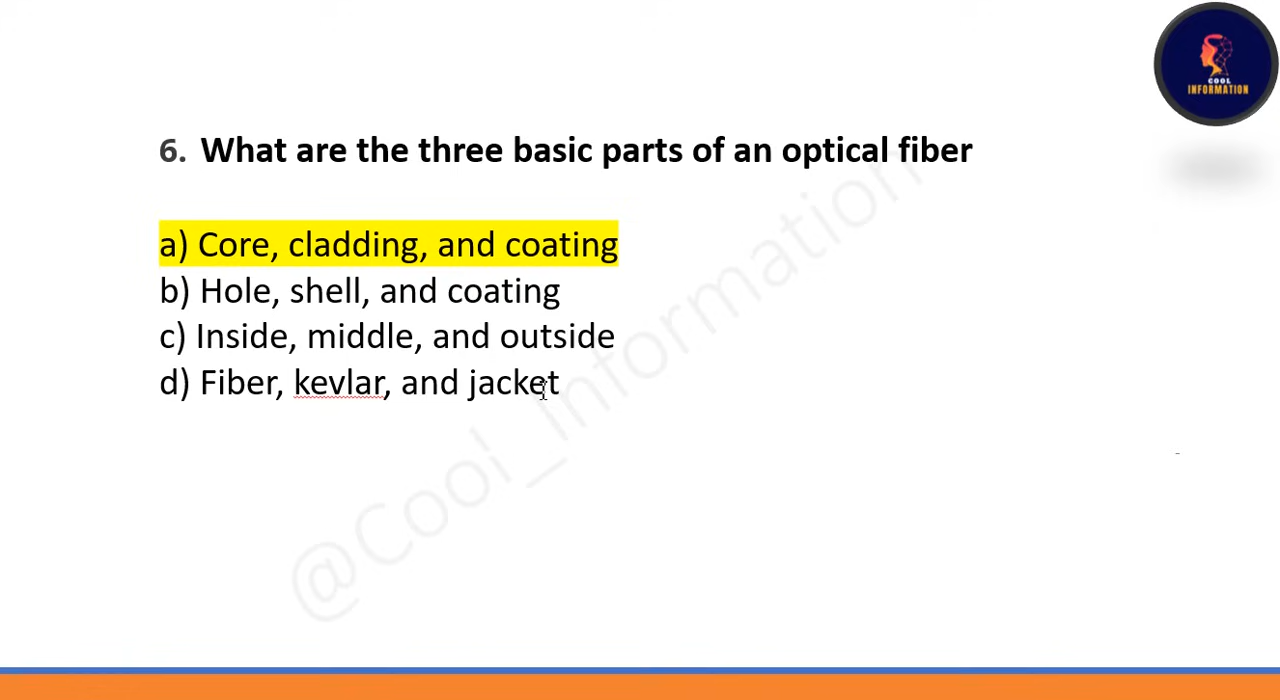 COOL
INFORMATION
6. What are the three basic parts of an optical fiber
a) Core, cladding, and coating
b) Hole, shell, and coating
c) Inside, middle, and outside
d) Fiber, kevlar, and jacket
@Cool_Information